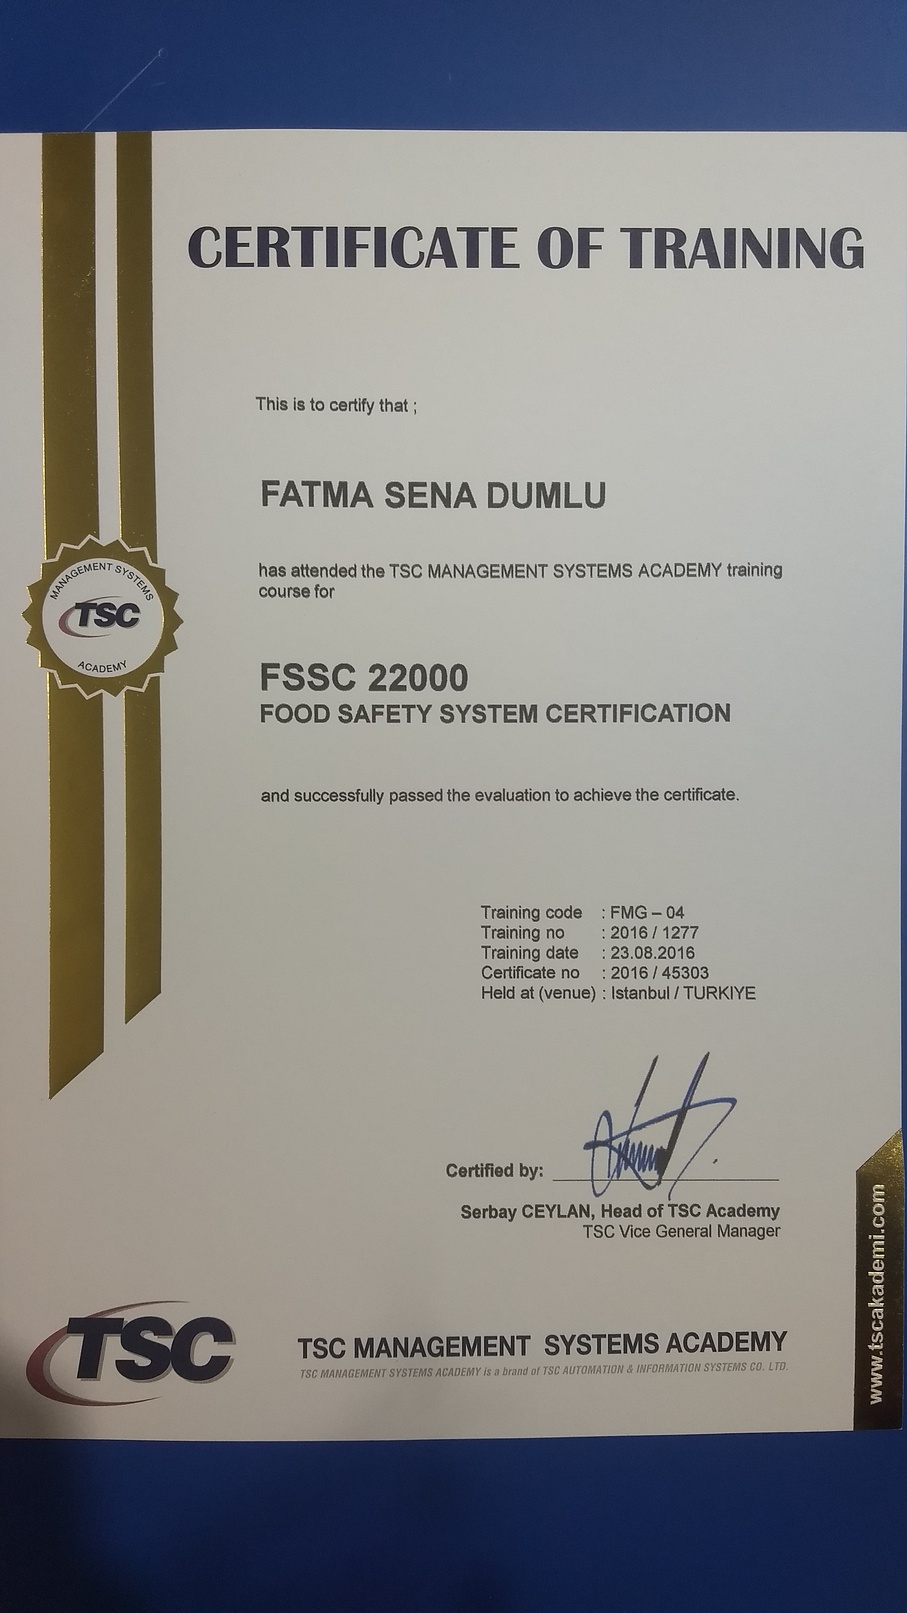 CERTIFICATE OF TRAINING
This is to certify that ;
FATMA SENA DUMLU
has attended the TSC MANAGEMENT SYSTEMS ACADEMY training
course for
MANAGEMENT SYSTEMS
TSC
ACADEMY
FSSC 22000
FOOD SAFETY SYSTEM CERTIFICATION
and successfully passed the evaluation to achieve the certificate.
Training code : FMG – 04
Training no : 2016 / 1277
Training date : 23.08.2016
Certificate no : 2016 / 45303
Held at (venue) : Istanbul / TURKIYE
Certified by:
Serbay CEYLAN, Head of TSC Academy
TSC Vice General Manager
www.tscakademi.com
TSC
TSC MANAGEMENT SYSTEMS ACADEMY
TSC MANAGEMENT SYSTEMS ACADEMY is a brand of TSC AUTOMATION & INFORMATION SYSTEMS CO. LTD.